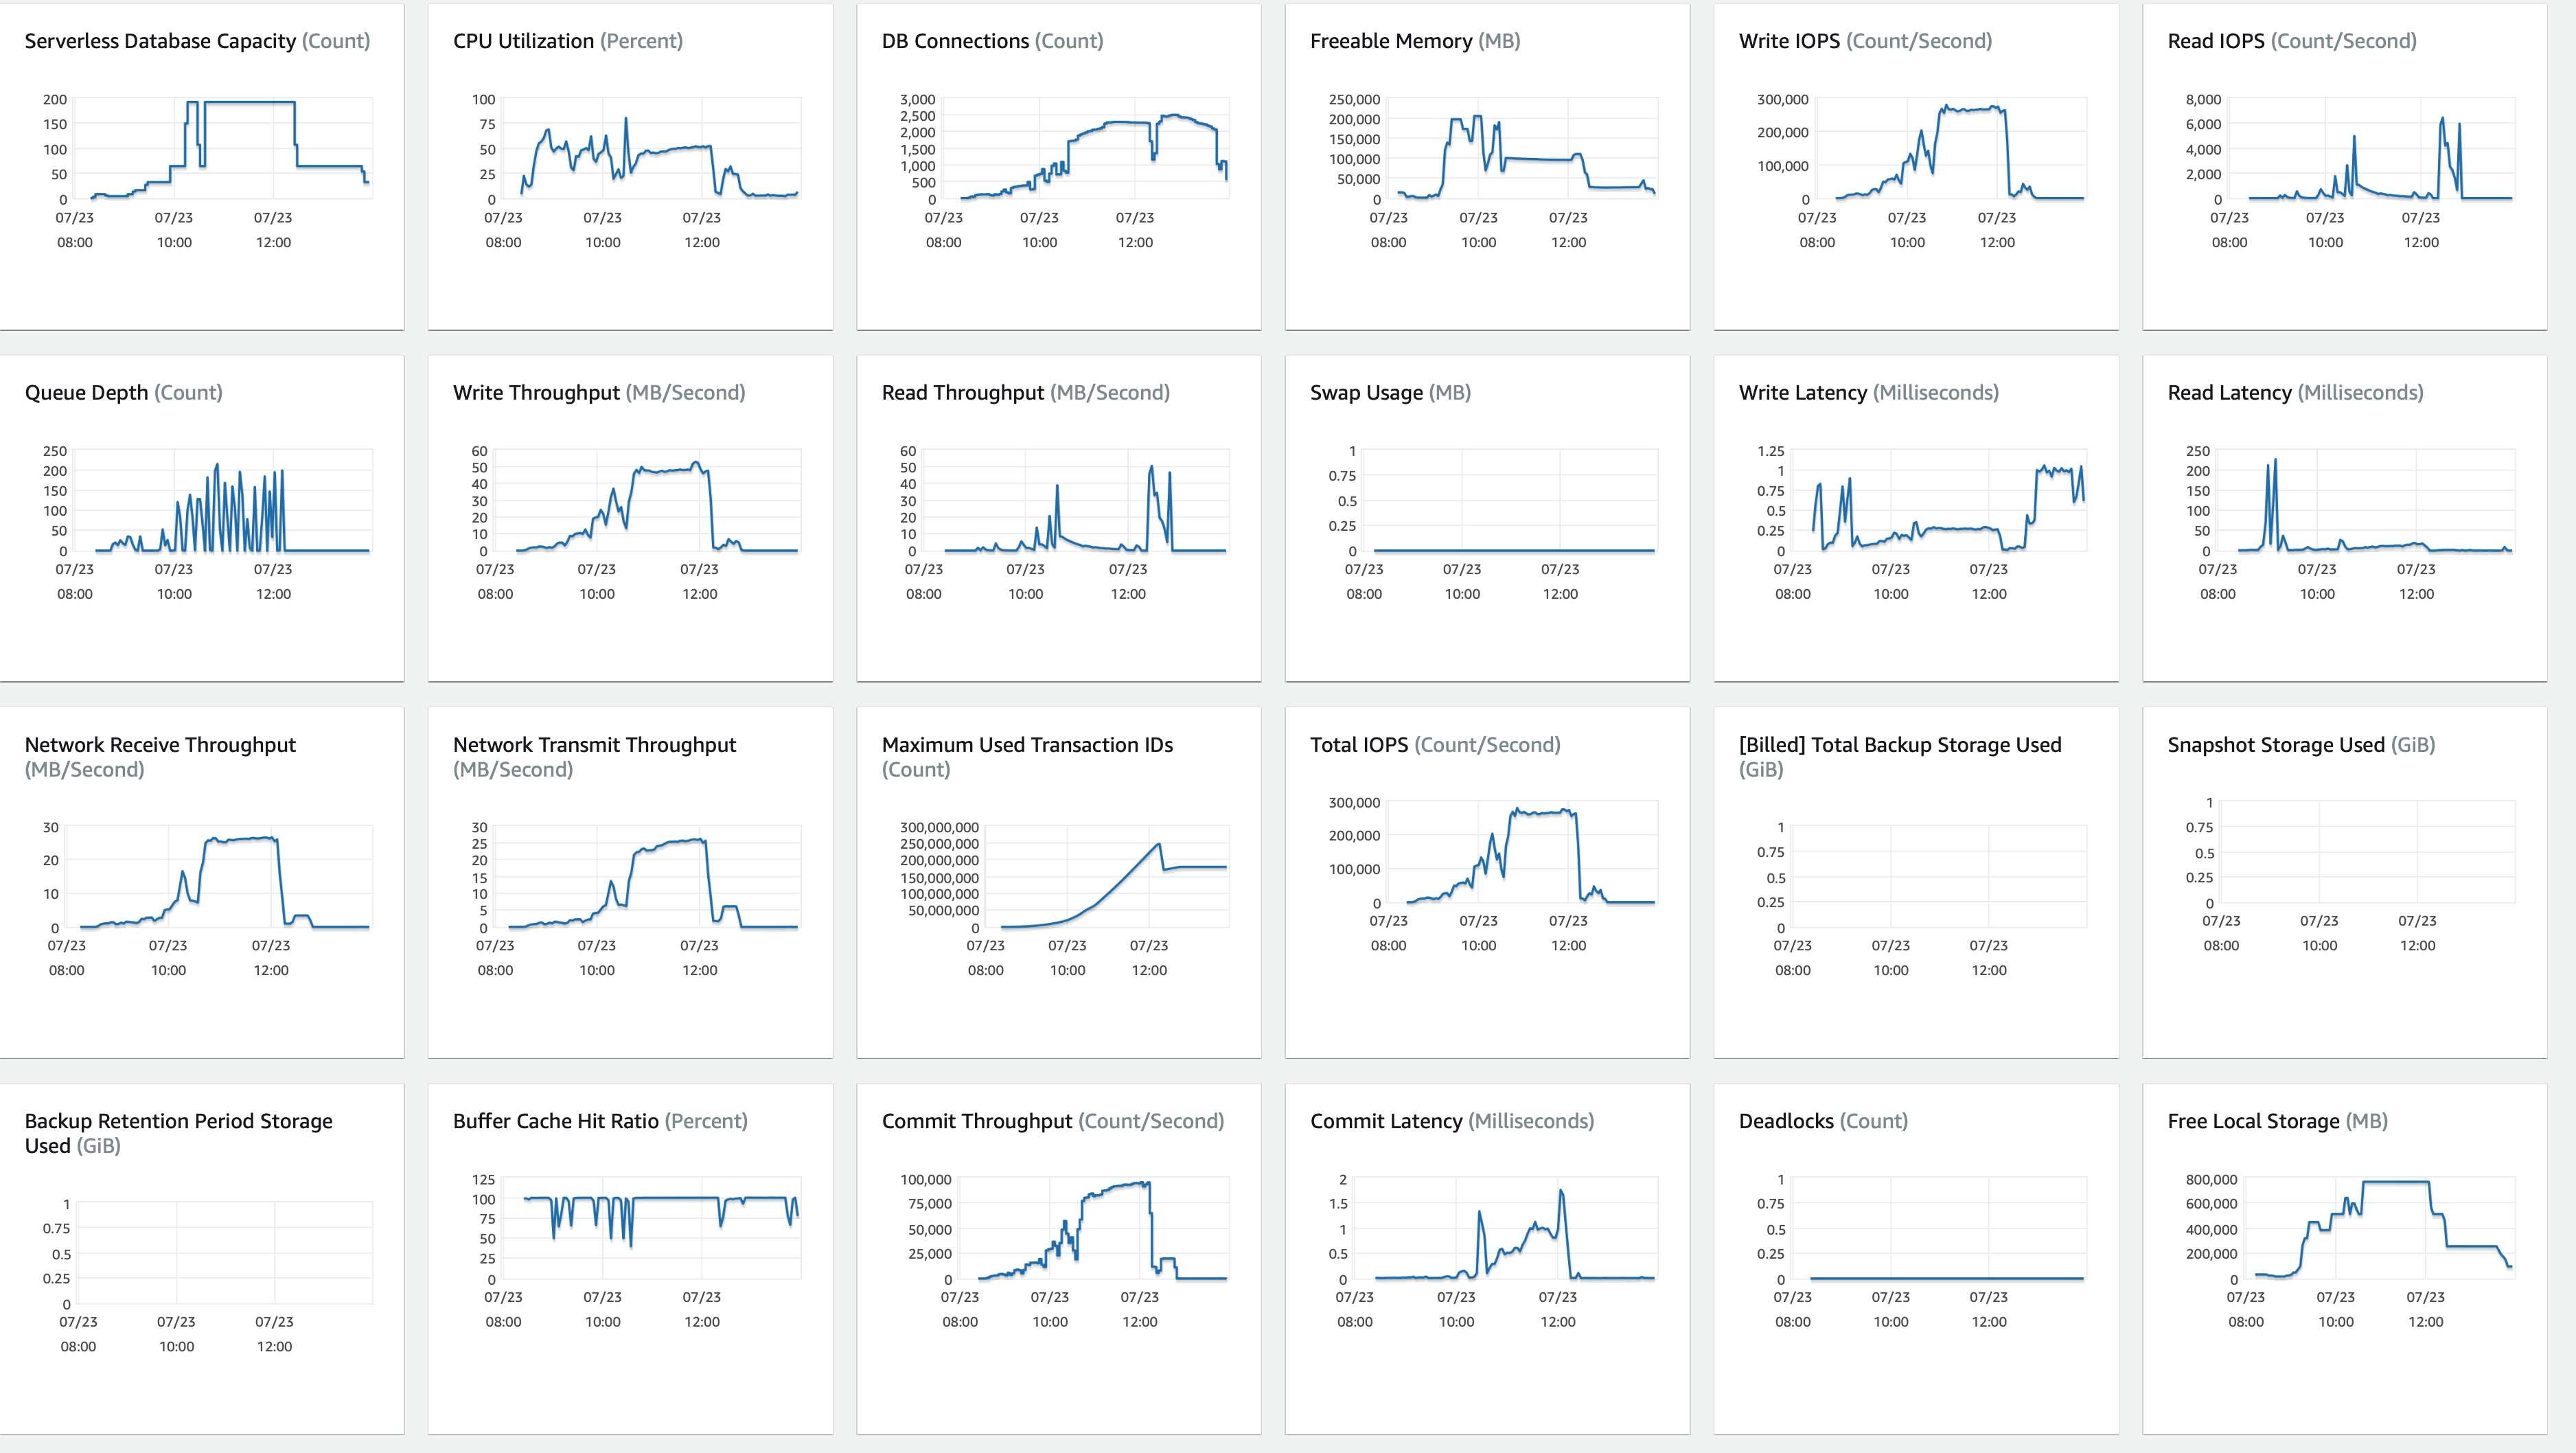 Serverless Database Capacity (Count)
200
150
100
50
0
07/23 07/23 07/23
08:00 10:00 12:00
CPU Utilization (Percent)
100
75
50
25
0
07/23 07/23 07/23
08:00 10:00 12:00
DB Connections (Count)
3,000
2,500
2,000
1,500
1,000
500
0
07/23 07/23 07/23
08:00 10:00 12:00
Freeable Memory (MB)
250,000
200,000
150,000
100,000
50,000
0
07/23 07/23 07/23
08:00 10:00 12:00
Write IOPS (Count/Second)
300,000
200,000
100,000
0
07/23 07/23 07/23
08:00 10:00 12:00
Read IOPS (Count/Second)
8,000
6,000
4,000
2,000
0
07/23 07/23 07/23
08:00 10:00 12:00
Queue Depth (Count)
250
200
150
100
50
0
07/23 07/23 07/23
08:00 10:00 12:00
Write Throughput (MB/Second)
60
50
40
30
20
10
0
07/23 07/23 07/23
08:00 10:00 12:00
Read Throughput (MB/Second)
60
50
40
30
20
10
0
07/23 07/23 07/23
08:00 10:00 12:00
Swap Usage (MB)
1
0.75
0.5
0.25
0
07/23 07/23 07/23
08:00 10:00 12:00
Write Latency (Milliseconds)
1.25
1
0.75
0.5
0.25
0
07/23 07/23 07/23
08:00 10:00 12:00
Read Latency (Milliseconds)
250
200
150
100
50
0
07/23 07/23 07/23
08:00 10:00 12:00
Network Receive Throughput
(MB/Second)
30
20
10
0
07/23 07/23 07/23
08:00 10:00 12:00
Network Transmit Throughput
(MB/Second)
30
25
20
15
10
5
0
07/23 07/23 07/23
08:00 10:00 12:00
Maximum Used Transaction IDs
(Count)
300,000,000
250,000,000
200,000,000
150,000,000
100,000,000
50,000,000
0
07/23 07/23 07/23
08:00 10:00 12:00
Total IOPS (Count/Second)
300,000
200,000
100,000
0
07/23 07/23 07/23
08:00 10:00 12:00
[Billed] Total Backup Storage Used
(GiB)
1
0.75
0.5
0.25
0
07/23 07/23 07/23
08:00 10:00 12:00
Snapshot Storage Used (GiB)
1
0.75
0.5
0.25
0
07/23 07/23 07/23
08:00 10:00 12:00
Backup Retention Period Storage
Used (GiB)
1
0.75
0.5
0.25
0
07/23 07/23 07/23
08:00 10:00 12:00
Buffer Cache Hit Ratio (Percent)
125
100
75
50
25
0
07/23 07/23 07/23
08:00 10:00 12:00
Commit Throughput (Count/Second)
100,000
75,000
50,000
25,000
0
07/23 07/23 07/23
08:00 10:00 12:00
Commit Latency (Milliseconds)
2
1.5
1
0.5
0
07/23 07/23 07/23
08:00 10:00 12:00
Deadlocks (Count)
1
0.75
0.5
0.25
0
07/23 07/23 07/23
08:00 10:00 12:00
Free Local Storage (MB)
800,000
600,000
400,000
200,000
0
07/23 07/23 07/23
08:00 10:00 12:00